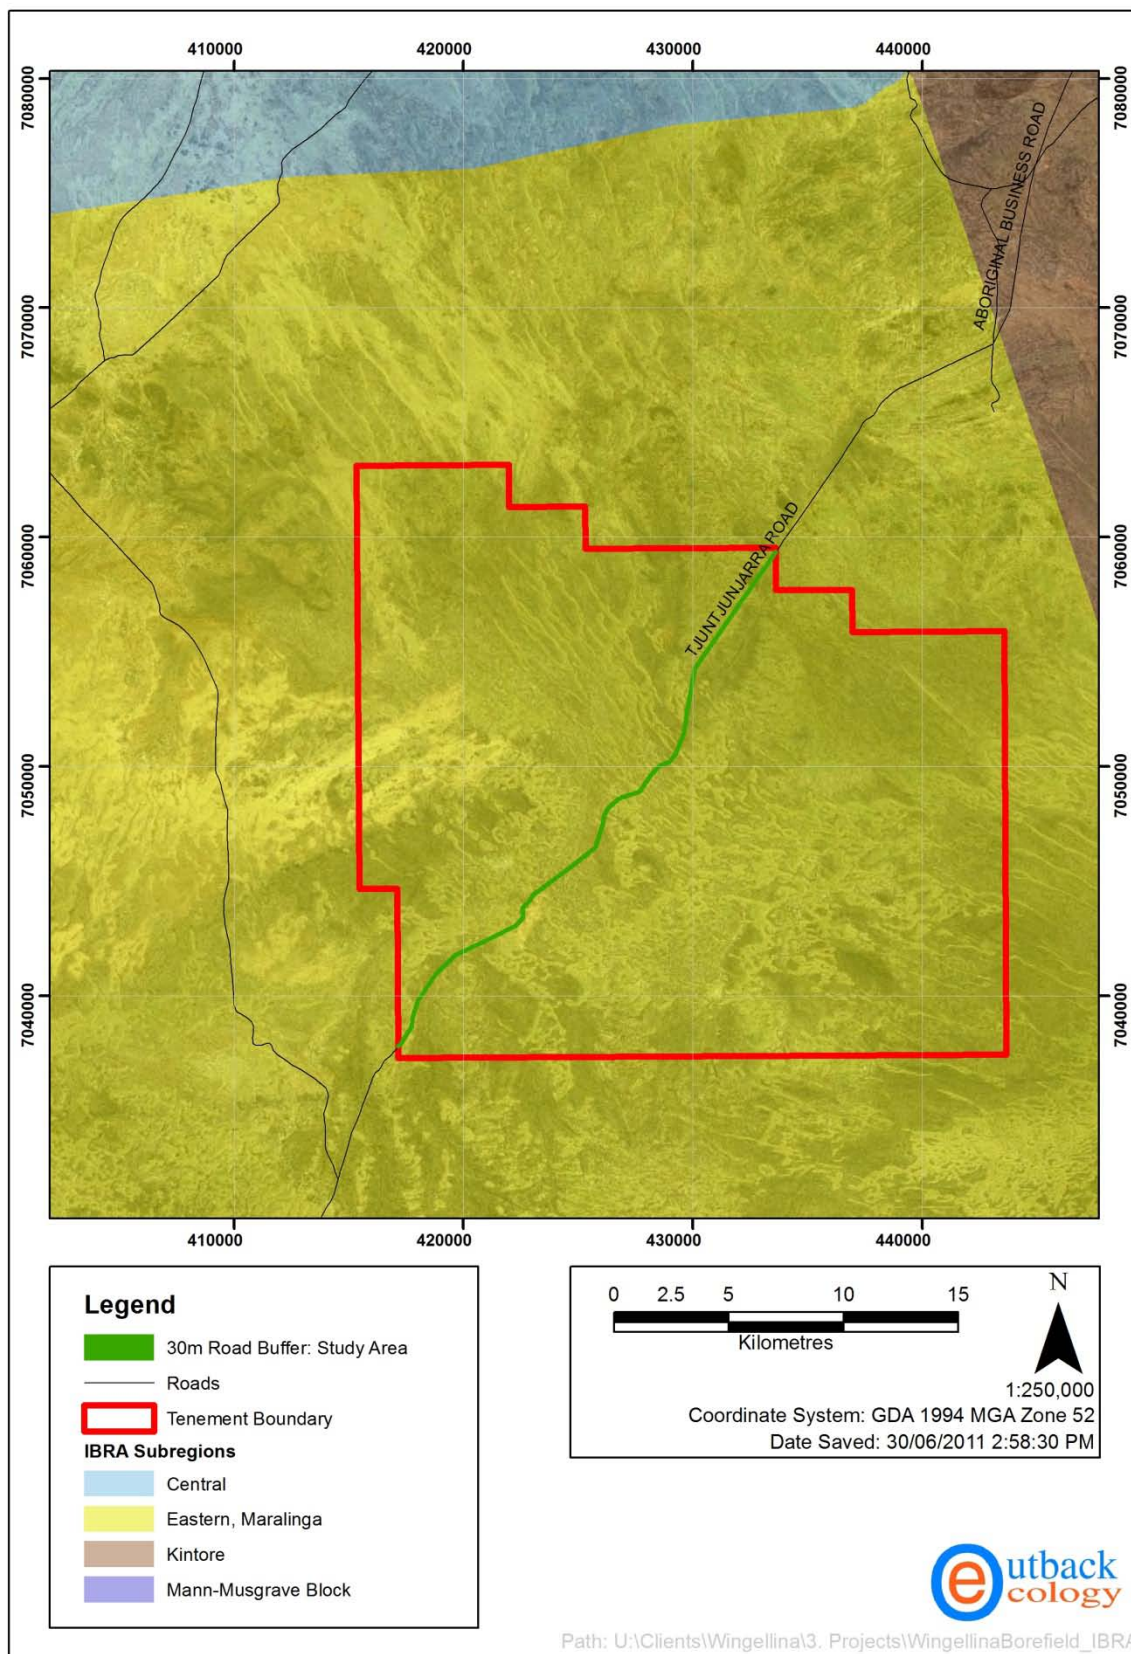 410000 420000 430000 440000
7080000 7080000
ABORIGINAL BUSINESS ROAD
7070000 7070000
7060000 7060000
TJUNTJUNJARRA ROAD
7050000 7050000
7040000 7040000
410000 420000 430000 440000
Legend
30m Road Buffer: Study Area
Roads
Tenement Boundary
IBRA Subregions
Central
Eastern, Maralinga
Kintore
Mann-Musgrave Block
0 2.5 5 10 15
Kilometres
N
1:250,000
Coordinate System: GDA 1994 MGA Zone 52
Date Saved: 30/06/2011 2:58:30 PM
Outback
ecology
Path: U:\Clients\Wingellina\3. Projects\WingellinaBorefield_IBRA